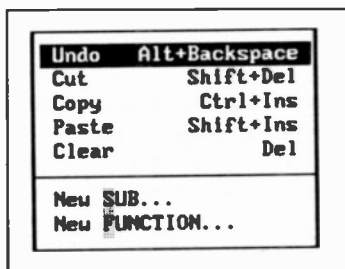 Undo Alt+Backspace
Cut Shift+Del
Copy Ctrl+Ins
Paste Shift+Ins
Clear Del
New SUB...
New FUNCTION...